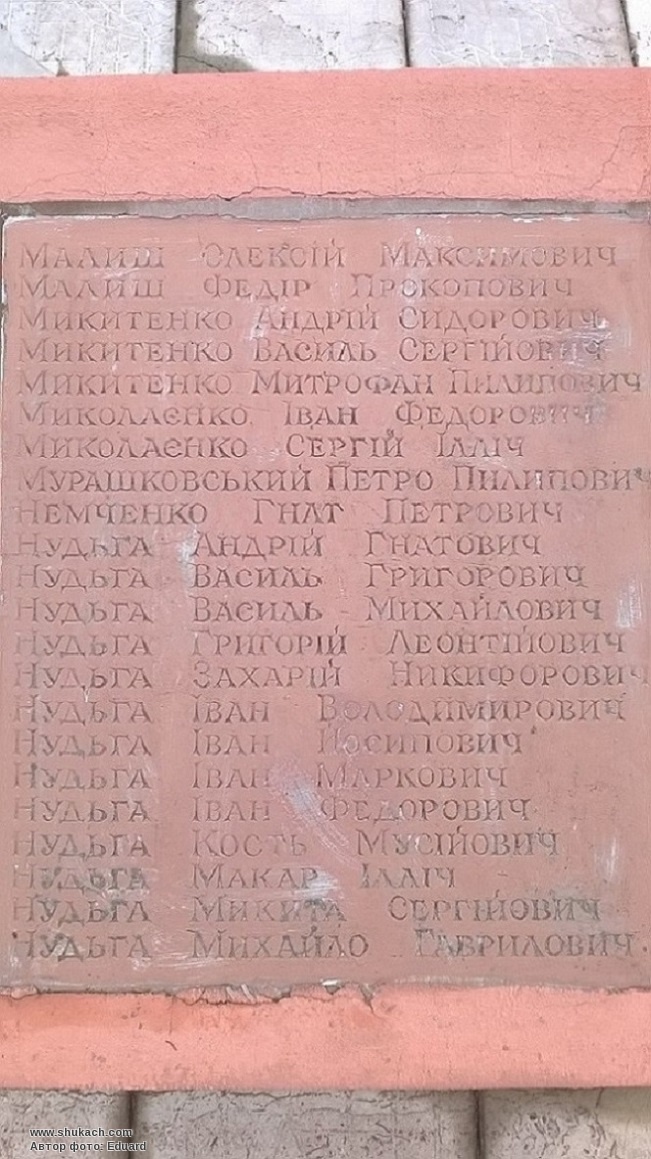 Малиш Олексій Максимович
Малиш Федір Прокопович
Микитенко Андрій Сидорович
Микитенко Василь Сергійович
Микитенко Митрофан Пилипович
Миколаєнко Іван Федорович
Миколаєнко Сергій Ілліч
Мурашковський Петро Пилипович
Немченко Гнат Петрович
Нудьга Андрій Гнатович
Нудьга Василь Григорович
Нудьга Василь Михайлович
Нудьга Григорій Леонтійович
Нудьга Захарій Никифорович
Нудьга Іван Володимирович
Нудьга Іван Йосипович
Нудьга Іван Маркович
Нудьга Іван Федорович
Нудьга Кость Мусійович
Нудьга Макар Ілліч
Нудьга Микита Сергійович
Нудьга Михайло Гаврилович
www.shukach.com
Автор фото: Eduard